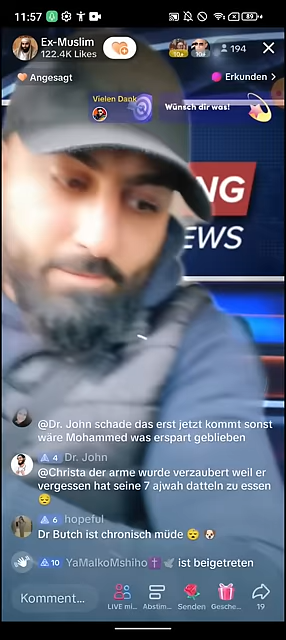 11:57
89
Ex-Muslim
122.4K Likes
194
Angesagt
Erkunden
Vielen Dank
Wünsch dir was!
NG
EWS
@Dr. John schade das erst jetzt kommt sonst
wäre Mohammed was erspart geblieben
4 Dr. John
@Christa der arme wurde verzaubert weil er
vergessen hat seine 7 ajwah datteln zu essen
😔
6 hopeful
Dr Butch ist chronisch müde 😴 🐶
10 YaMalkoMshiho✝️🕊️ ist beigetreten
Komment...
LIVE mi...
Abstim...
Senden
Gesche...
19